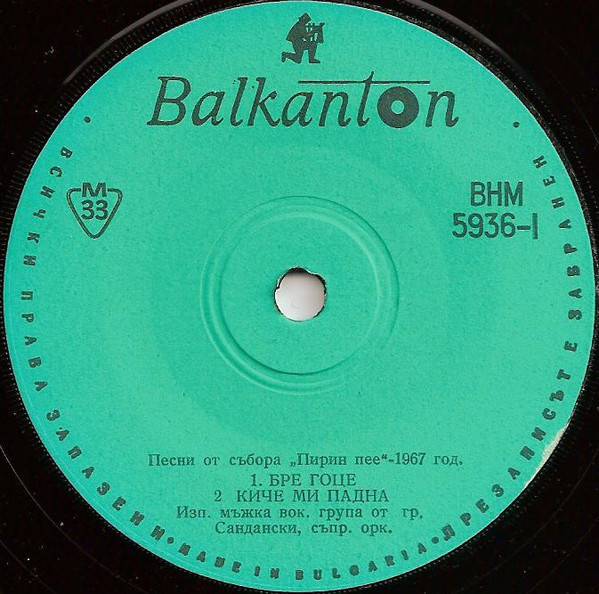 Balkanton
M
33
ВНМ
5936-I
Песни от събора „Пирин пее“-1967 год.
1. БРЕ ГОЦЕ
2. КИЧЕ МИ ПАДНА
Изп. мъжка вок. група от гр.
Сандански, съпр. орк.
• ВСИЧКИ ПРАВА ЗАПАЗЕНИ • MADE IN BULGARIA • ПРЕЗАПИСЪТ Е ЗАБРАНЕН •